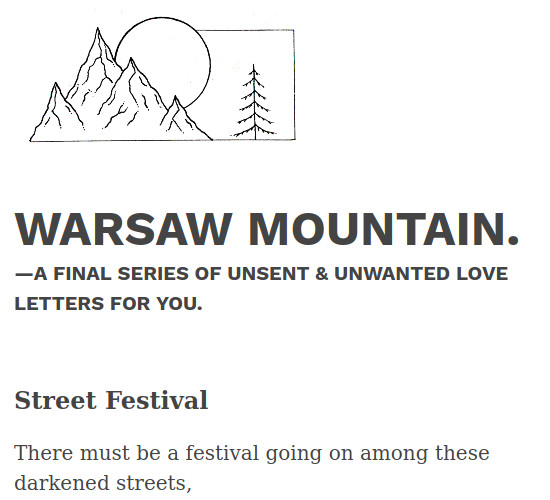 WARSAW MOUNTAIN.
—A FINAL SERIES OF UNSENT & UNWANTED LOVE
LETTERS FOR YOU.
Street Festival
There must be a festival going on among these
darkened streets,